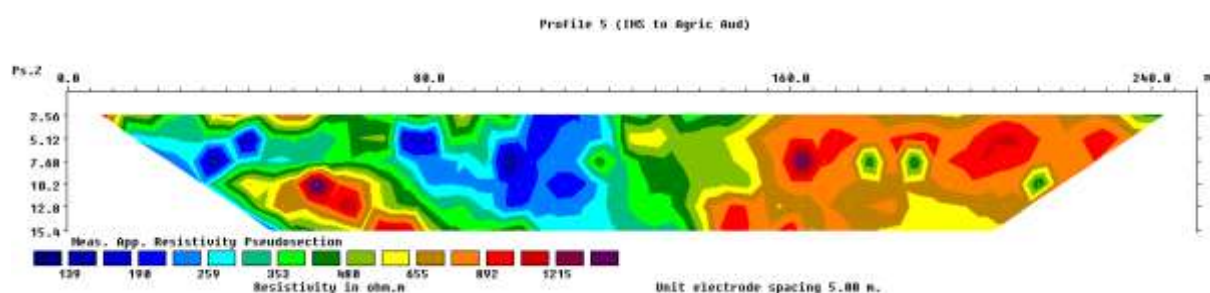 Profile 5 (IMS to Agric Aud)
Ps.Z 0.0 80.0 160.0 240.0 m
2.56
5.12
7.68
10.2
12.8
15.4
Meas. App. Resistivity Pseudosection
139 190 259 353 480 655 892 1215
Resistivity in ohm.m Unit electrode spacing 5.00 m.